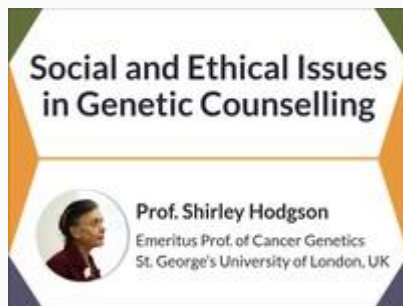 Social and Ethical Issues
in Genetic Counselling
Prof. Shirley Hodgson
Emeritus Prof. of Cancer Genetics
St. George's University of London, UK